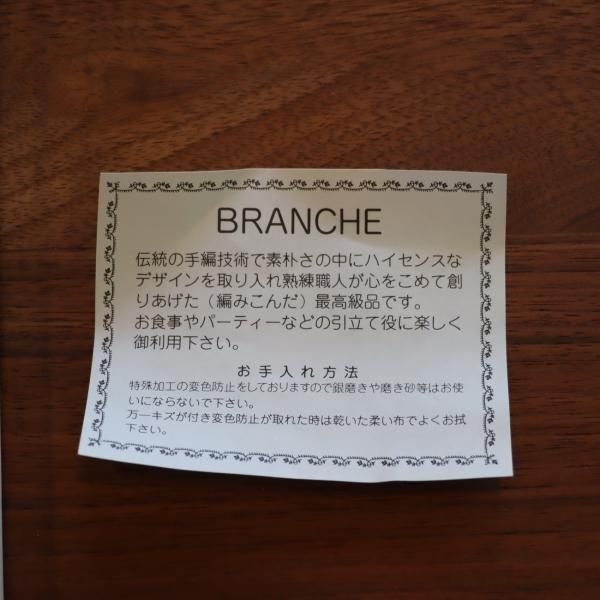 BRANCHE
伝統の手編技術で素朴さの中にハイセンスな
デザインを取り入れ熟練職人が心をこめて創
りあげた（編みこんだ）最高級品です。
お食事やパーティーなどの引立て役に楽しく
御利用下さい。
お手入れ方法
特殊加工の変色防止をしておりますので銀磨きや磨き砂等はお使
いにならないで下さい。
万一キズが付き変色防止が取れた時は乾いた柔い布でよくお拭
下さい。